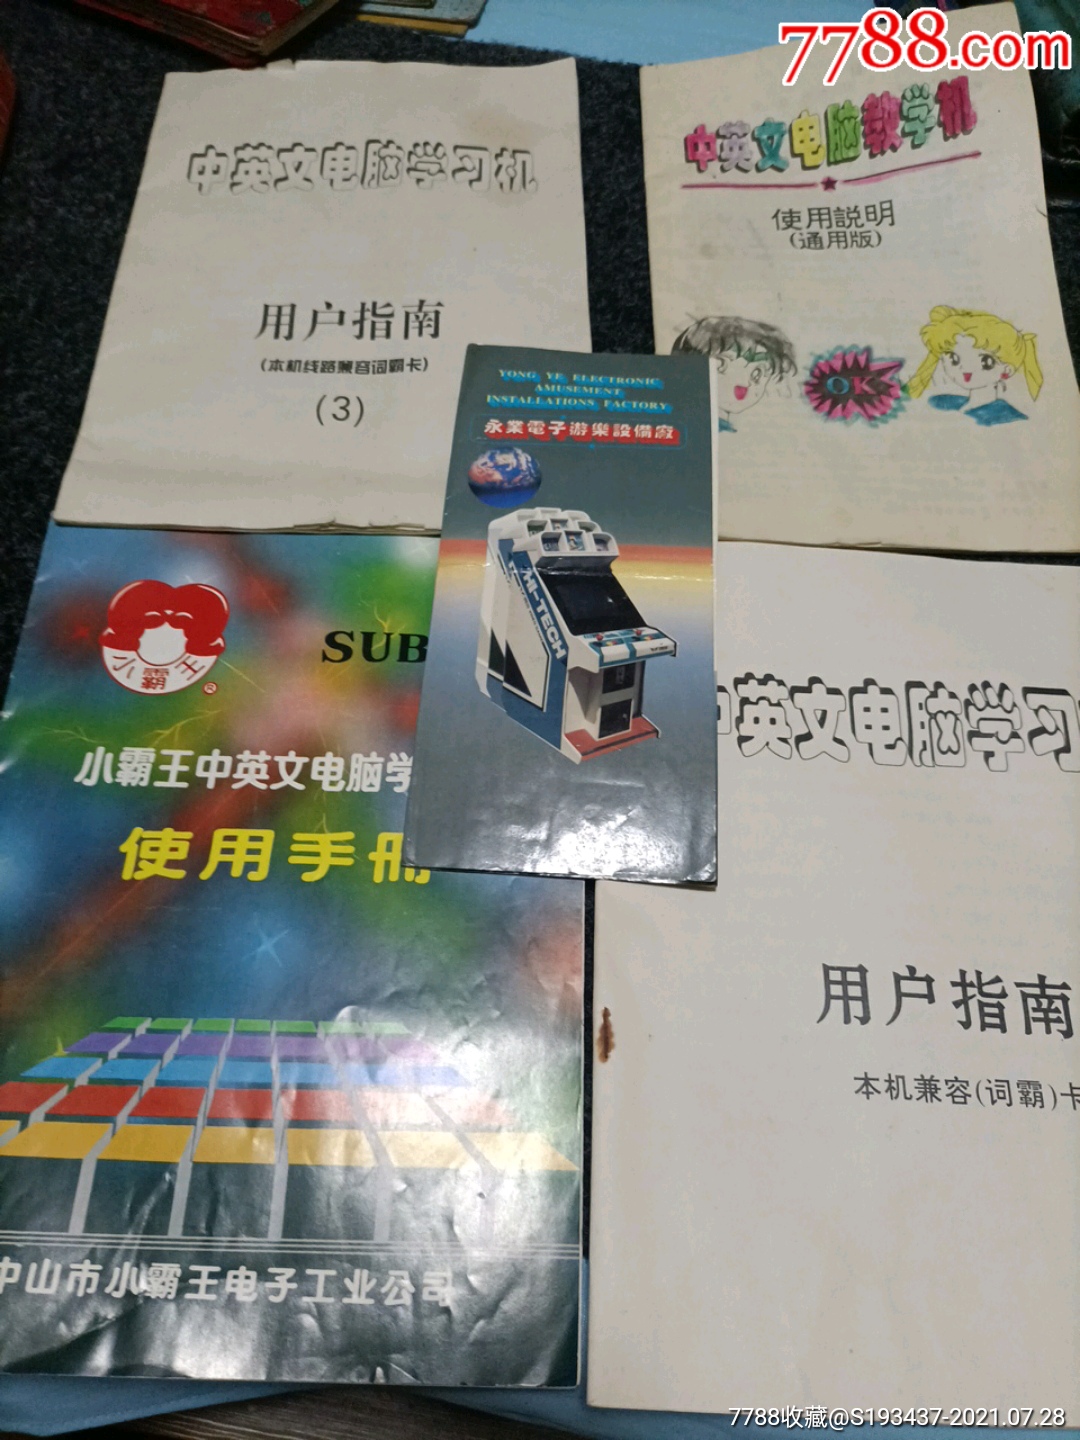 7788.com
中英文电脑学习机
用户指南
(本机线路兼容词霸卡)
(3)
中英文电脑教学机
使用説明
(通用版)
OK
YONG YE ELECTRONIC
AMUSEMENT
INSTALLATIONS FACTORY
永業電子游樂設備廠
HI-TECH
小霸王
®
SUB
小霸王中英文电脑学
使用手册
中山市小霸王电子工业公司
中英文电脑学习
用户指南
本机兼容(词霸)卡
7788收藏@S193437-2021.07.28